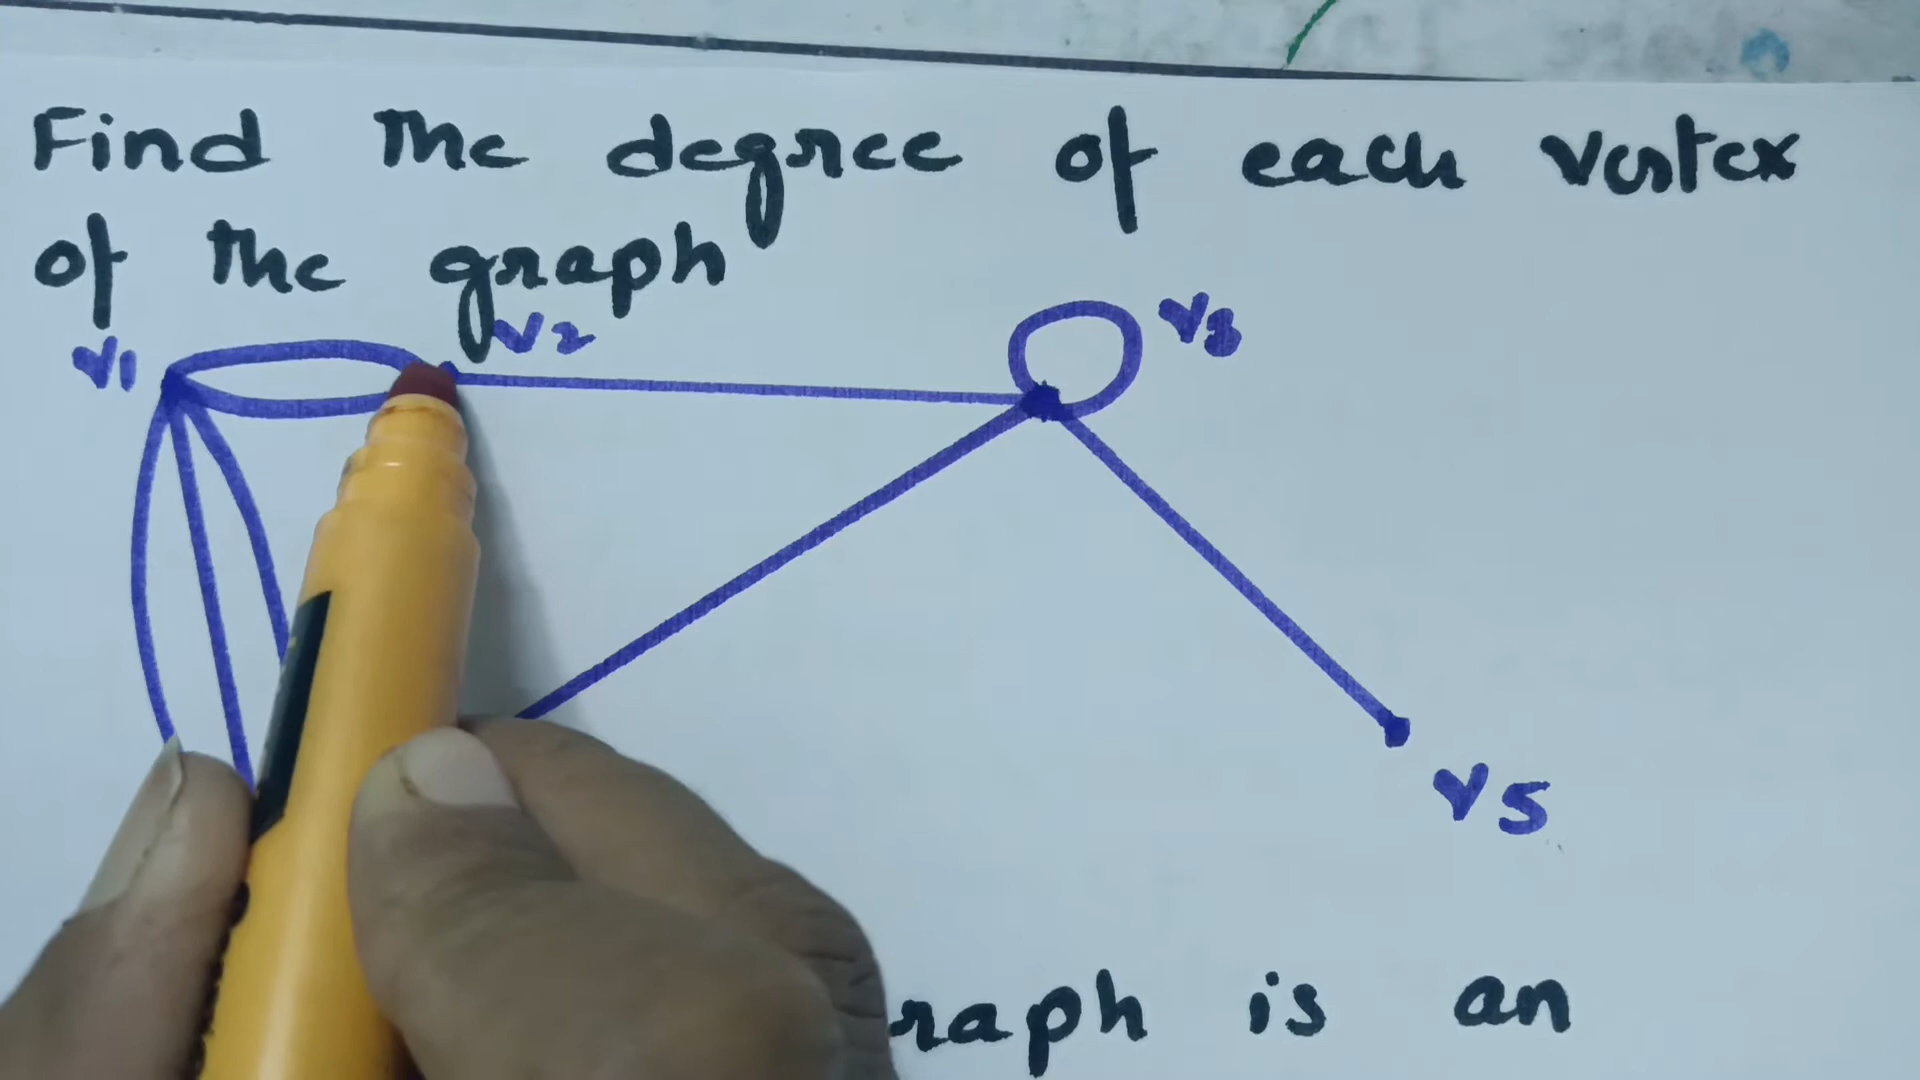 Find the degree of each vertex
of the graph
v1
v2
v3
v5
raph is an